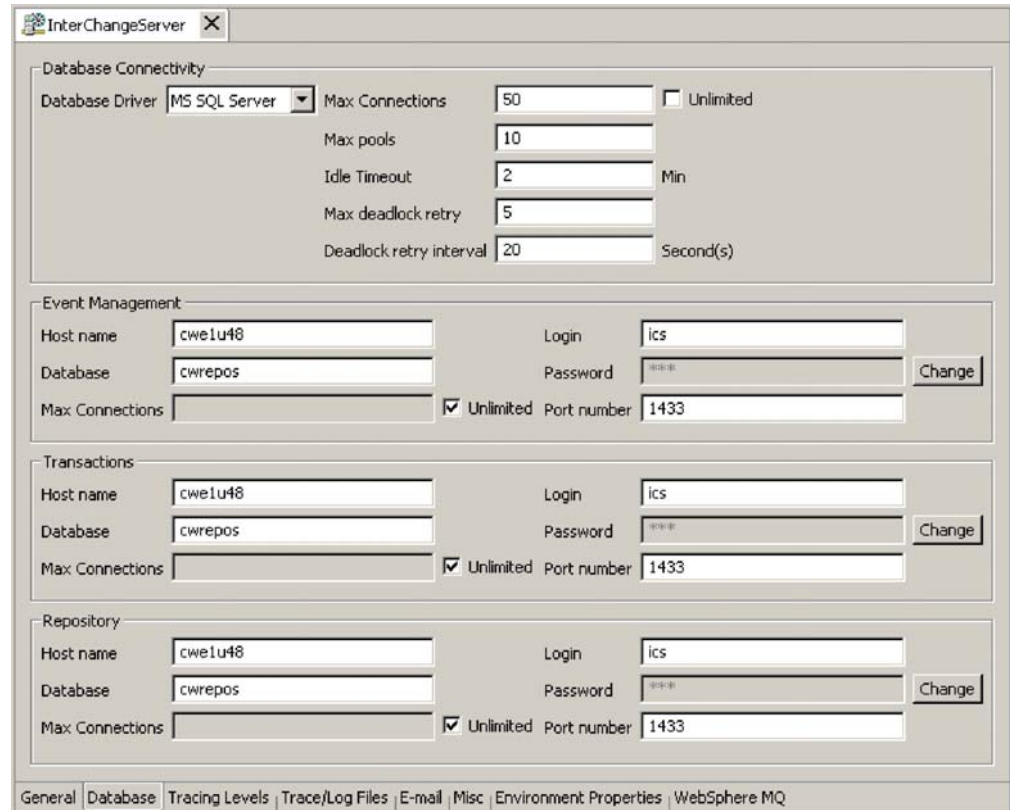 InterChangeServer
Database Connectivity
Database Driver MS SQL Server Max Connections 50 Unlimited
Max pools 10
Idle Timeout 2 Min
Max deadlock retry 5
Deadlock retry interval 20 Second(s)
Event Management
Host name cwe1u48 Login ics
Database cwrepos Password *** Change
Max Connections Unlimited Port number 1433
Transactions
Host name cwe1u48 Login ics
Database cwrepos Password *** Change
Max Connections Unlimited Port number 1433
Repository
Host name cwe1u48 Login ics
Database cwrepos Password *** Change
Max Connections Unlimited Port number 1433
General Database Tracing Levels Trace/Log Files E-mail Misc Environment Properties WebSphere MQ